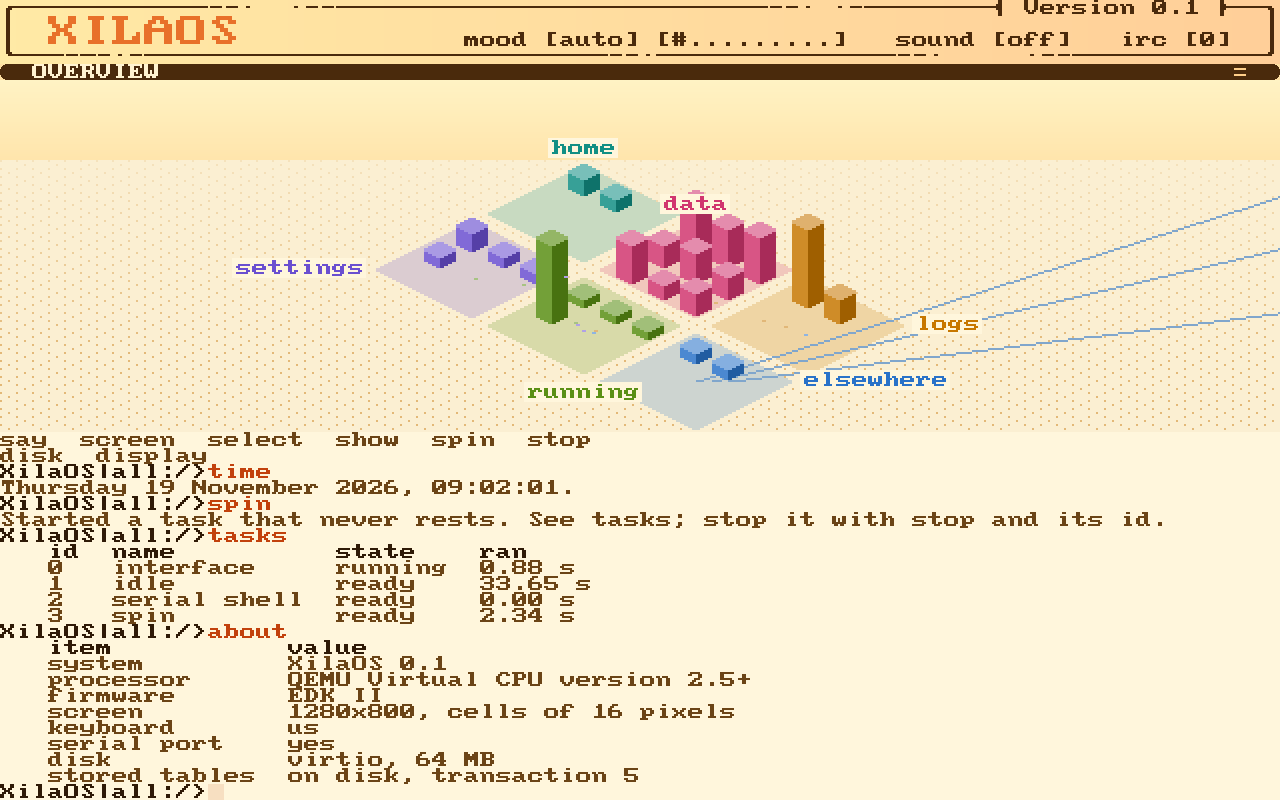 Version 0.1
XILAOS
mood [auto] [#.........] sound [off] irc [0]
OVERVIEW =
home
data
settings
logs
elsewhere
running
say screen select show spin stop
disk display
XilaOS|all:/>time
Thursday 19 November 2026, 09:02:01.
XilaOS|all:/>spin
Started a task that never rests. See tasks; stop it with stop and its id.
XilaOS|all:/>tasks
id name state ran
0 interface running 0.88 s
1 idle ready 33.65 s
2 serial shell ready 0.00 s
3 spin ready 2.34 s
XilaOS|all:/>about
item value
system XilaOS 0.1
processor QEMU Virtual CPU version 2.5+
firmware EDK II
screen 1280x800, cells of 16 pixels
keyboard us
serial port yes
disk virtio, 64 MB
stored tables on disk, transaction 5
XilaOS|all:/>